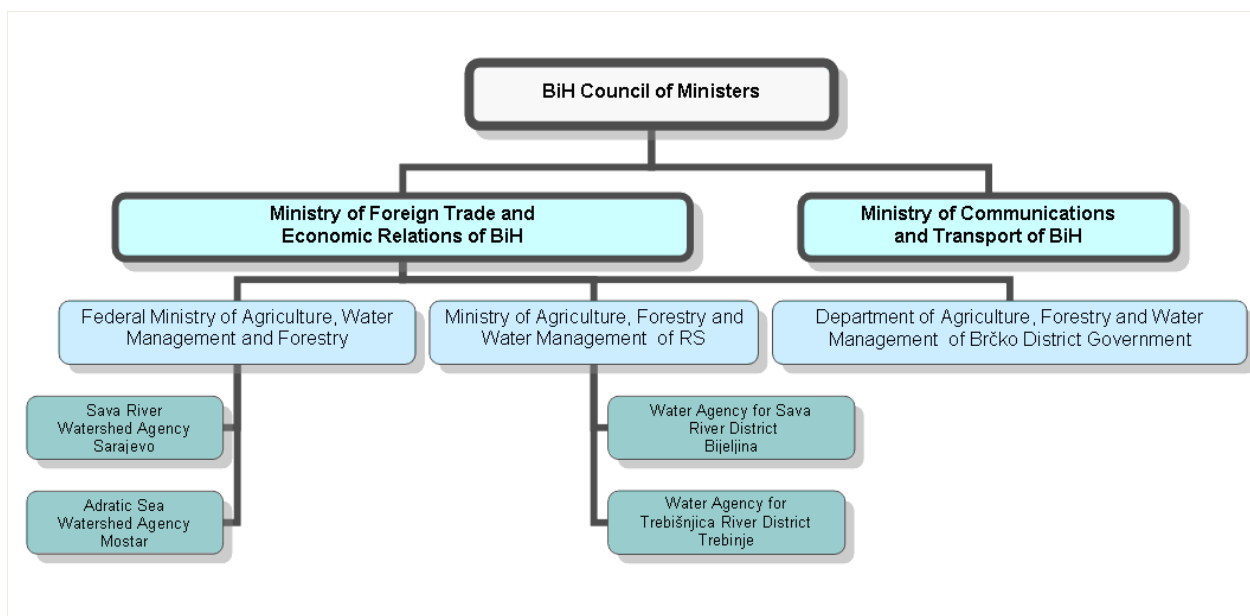 BiH Council of Ministers
Ministry of Foreign Trade and
Economic Relations of BiH
Ministry of Communications
and Transport of BiH
Federal Ministry of Agriculture, Water
Management and Forestry
Ministry of Agriculture, Forestry and
Water Management of RS
Department of Agriculture, Forestry and Water
Management of Brčko District Government
Sava River
Watershed Agency
Sarajevo
Water Agency for Sava
River District
Bijeljina
Adratic Sea
Watershed Agency
Mostar
Water Agency for
Trebišnjica River District
Trebinje